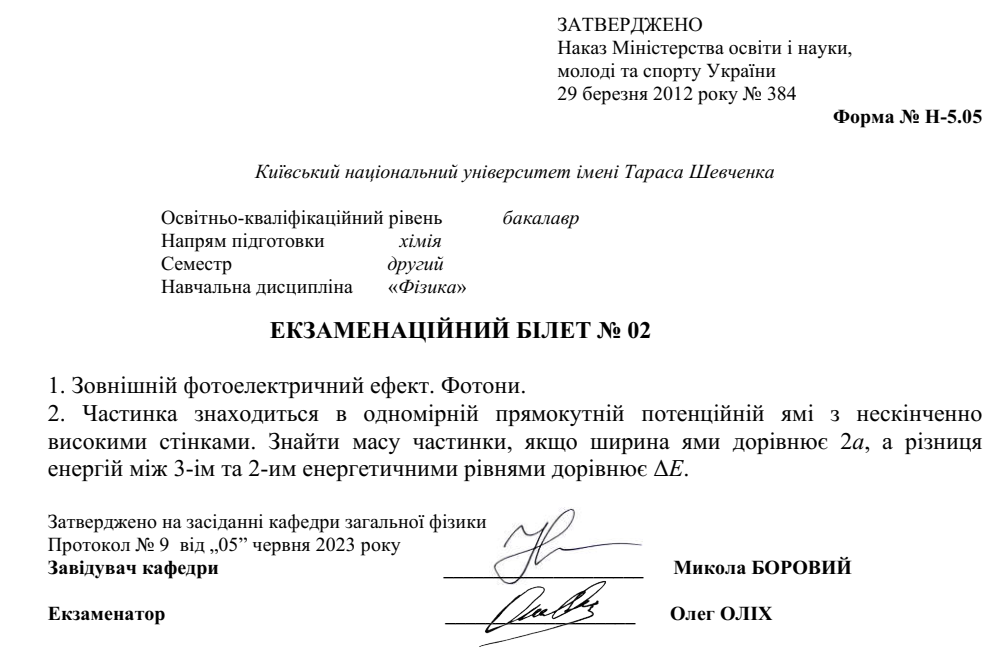 ЗАТВЕРДЖЕНО
Наказ Міністерства освіти і науки,
молоді та спорту України
29 березня 2012 року № 384
Форма № Н-5.05
Київський національний університет імені Тараса Шевченка
Освітньо-кваліфікаційний рівень бакалавр
Напрям підготовки хімія
Семестр другий
Навчальна дисципліна «Фізика»
ЕКЗАМЕНАЦІЙНИЙ БІЛЕТ № 02
1. Зовнішній фотоелектричний ефект. Фотони.
2. Частинка знаходиться в одномірній прямокутній потенційній ямі з нескінченно
високими стінками. Знайти масу частинки, якщо ширина ями дорівнює 2a, а різниця
енергій між 3-ім та 2-им енергетичними рівнями дорівнює ΔE.
Затверджено на засіданні кафедри загальної фізики
Протокол № 9 від „05” червня 2023 року
Завідувач кафедри ____________________ Микола БОРОВИЙ
Екзаменатор ___________________ Олег ОЛІХ